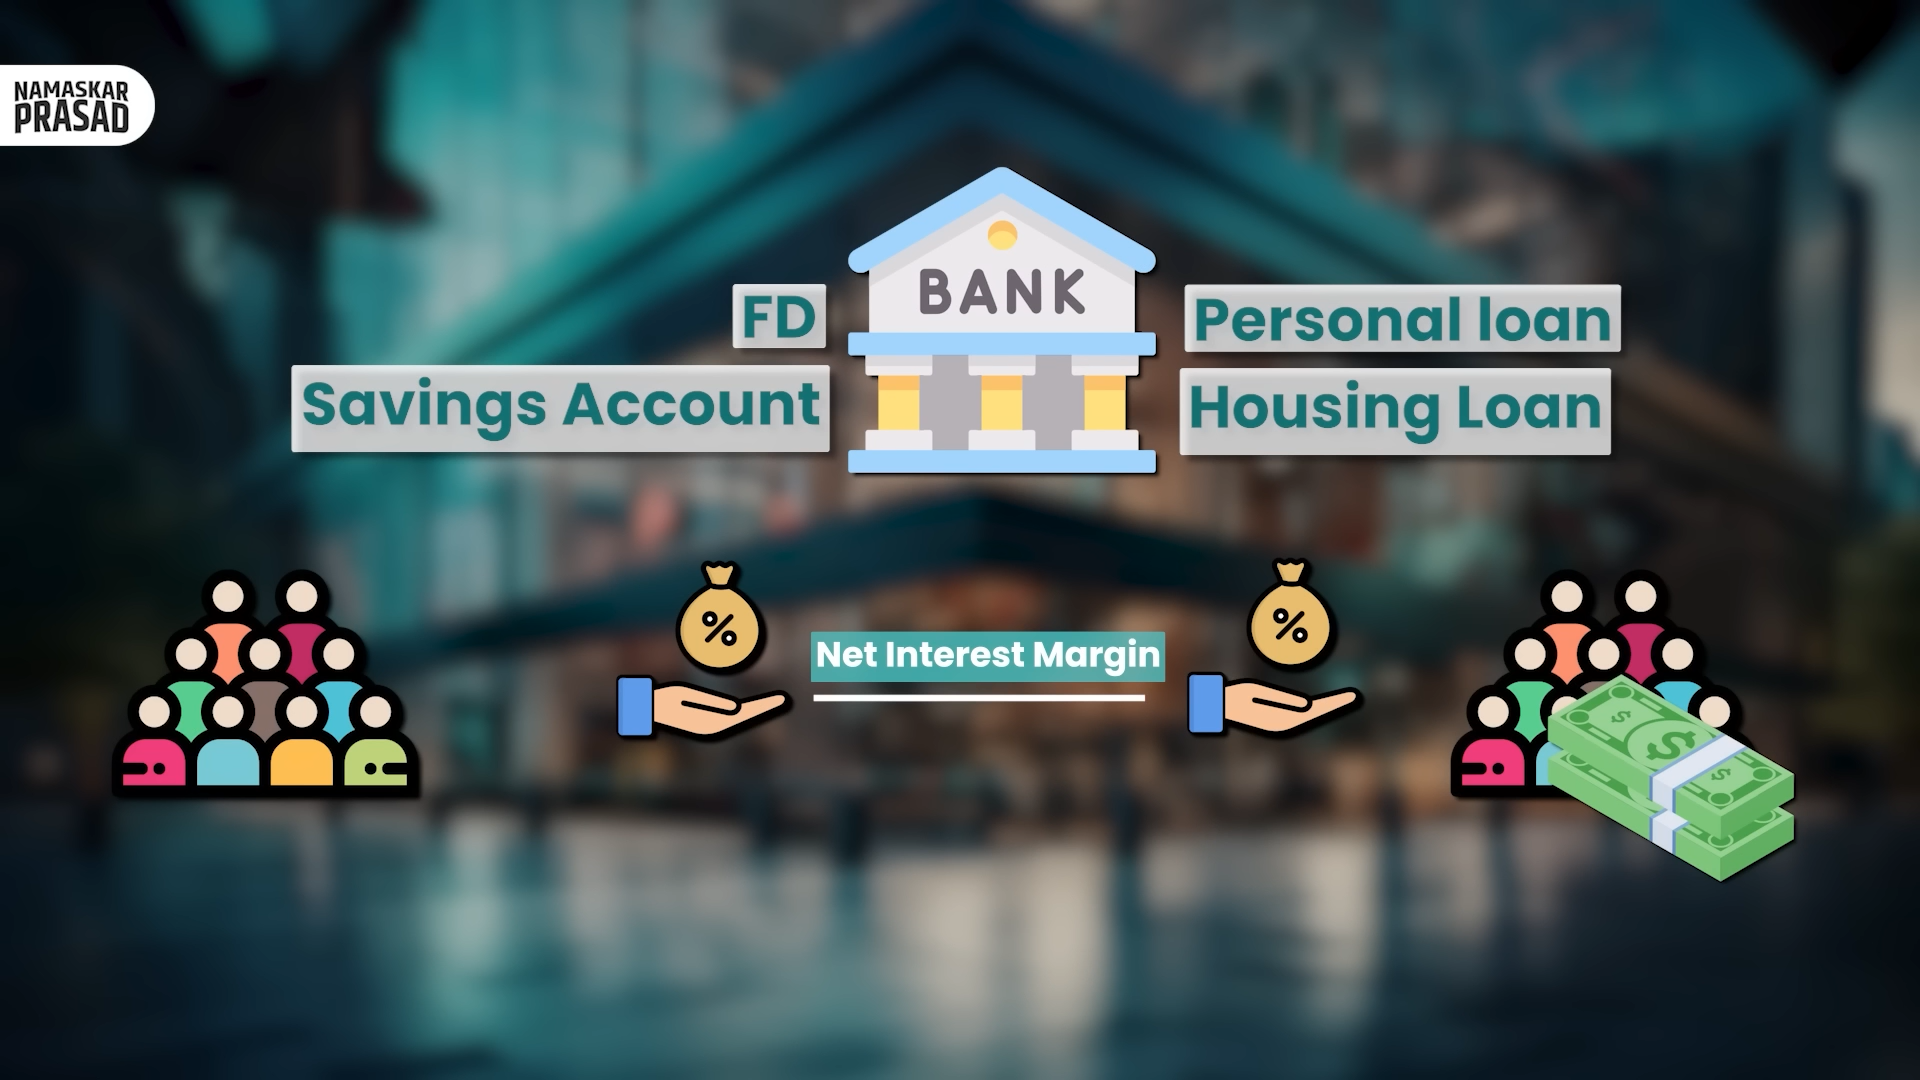 NAMASKAR
PRASAD
BANK
FD
Savings Account
Personal loan
Housing Loan
%
Net Interest Margin
%
$
$
$